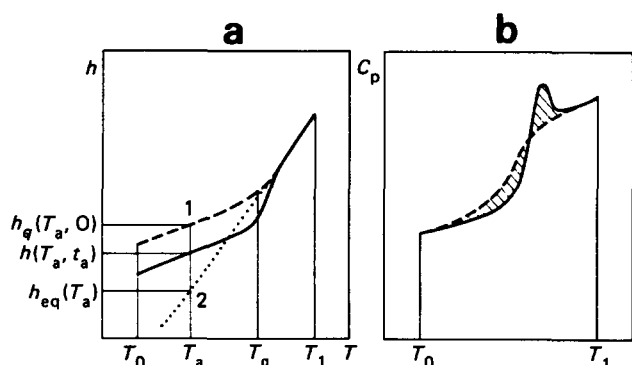 a
b
h
C_p
1
h_q(T_a, O)
h(T_a, t_a)
h_eq(T_a)
2
T_0 T_a T_g T_1 T
T_0 T_1